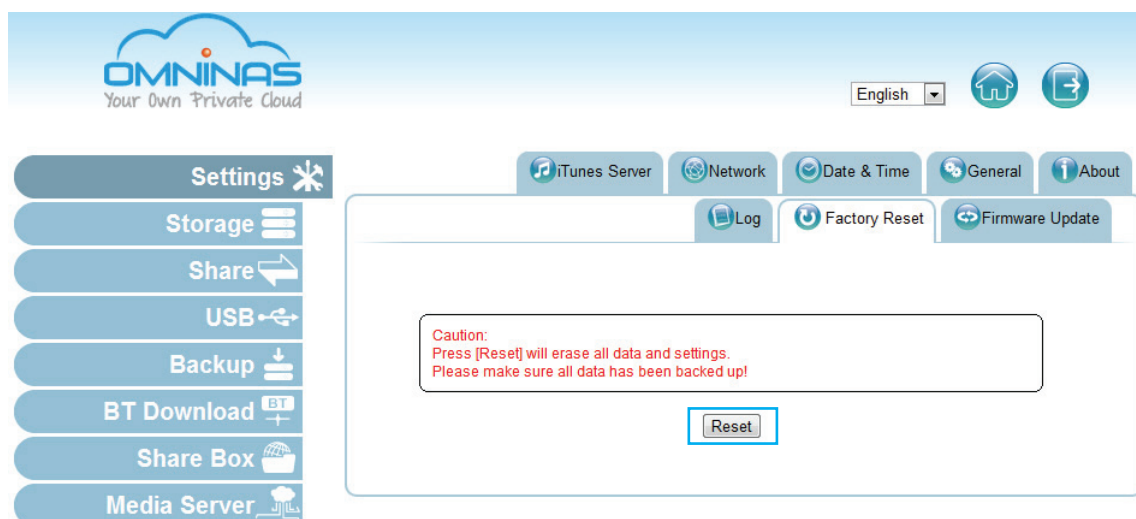 OMNINAS
Your Own Private Cloud
English
Settings
Storage
Share
USB
Backup
BT Download BT
Share Box
Media Server
iTunes Server Network Date & Time General About
Log Factory Reset Firmware Update
Caution:
Press [Reset] will erase all data and settings.
Please make sure all data has been backed up!
Reset